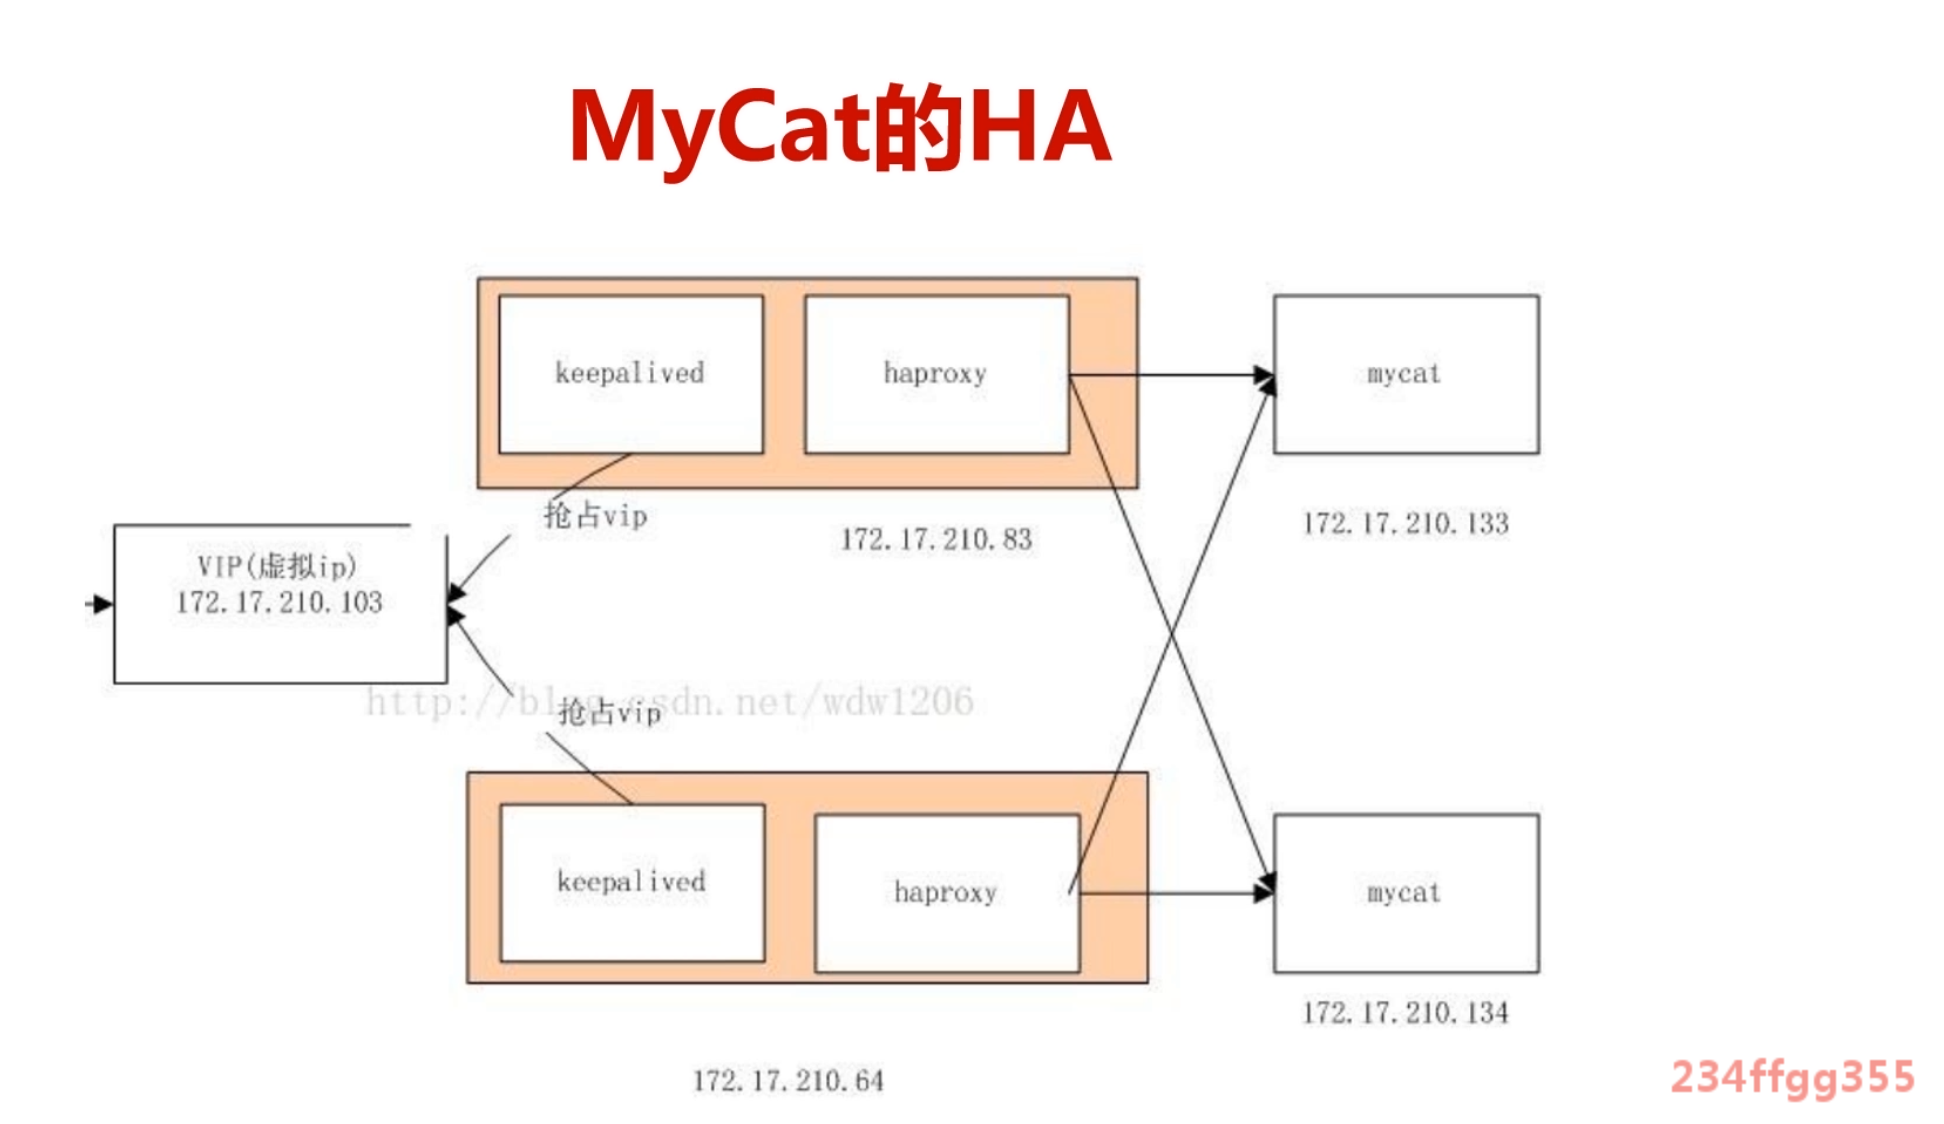 MyCat的HA
keepalived
haproxy
mycat
抢占vip
172.17.210.83
172.17.210.133
VIP(虚拟ip)
172.17.210.103
http://blog.csdn.net/wdw1206
抢占vip
keepalived
haproxy
mycat
172.17.210.134
172.17.210.64
234ffgg355